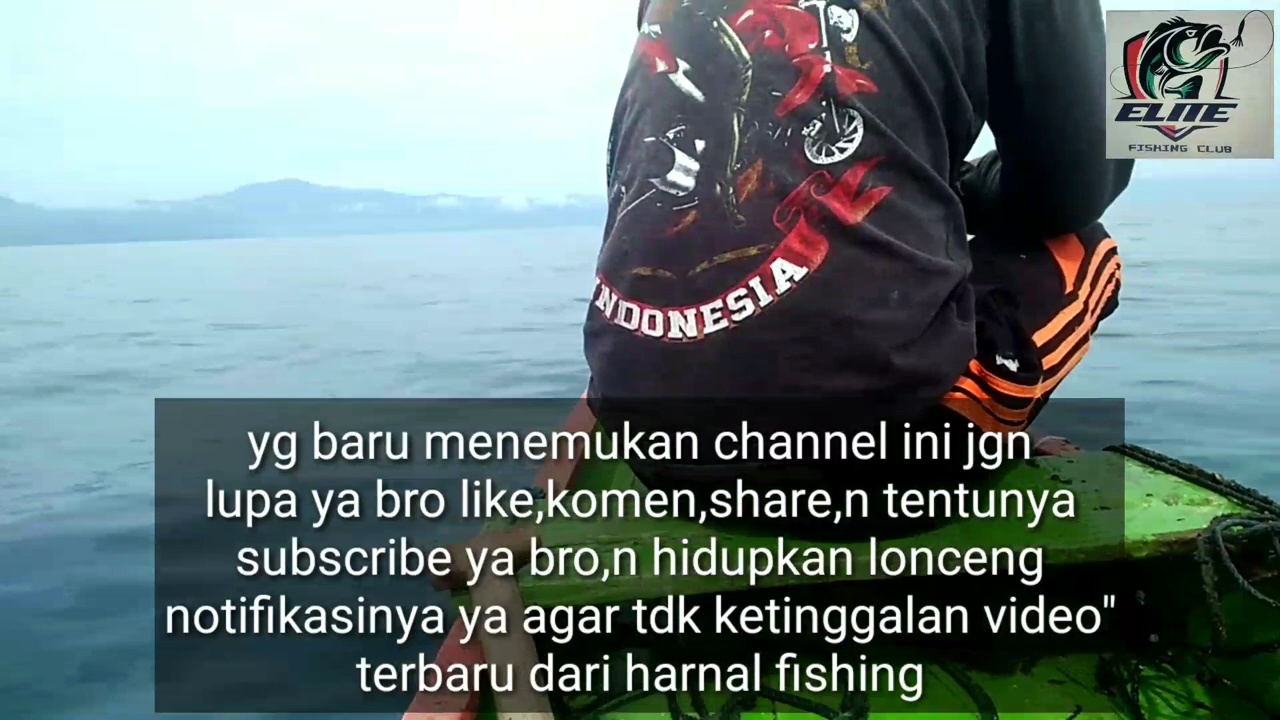 ELITE
FISHING CLUB
INDONESIA
yg baru menemukan channel ini jgn
lupa ya bro like,komen,share,n tentunya
subscribe ya bro,n hidupkan lonceng
notifikasinya ya agar tdk ketinggalan video"
terbaru dari harnal fishing